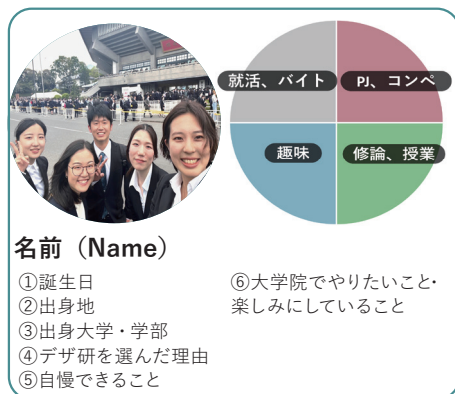 就活、バイト
PJ、コンペ
趣味
修論、授業
名前（Name）
①誕生日
②出身地
③出身大学・学部
④デザ研を選んだ理由
⑤自慢できること
⑥大学院でやりたいこと・
楽しみにしていること